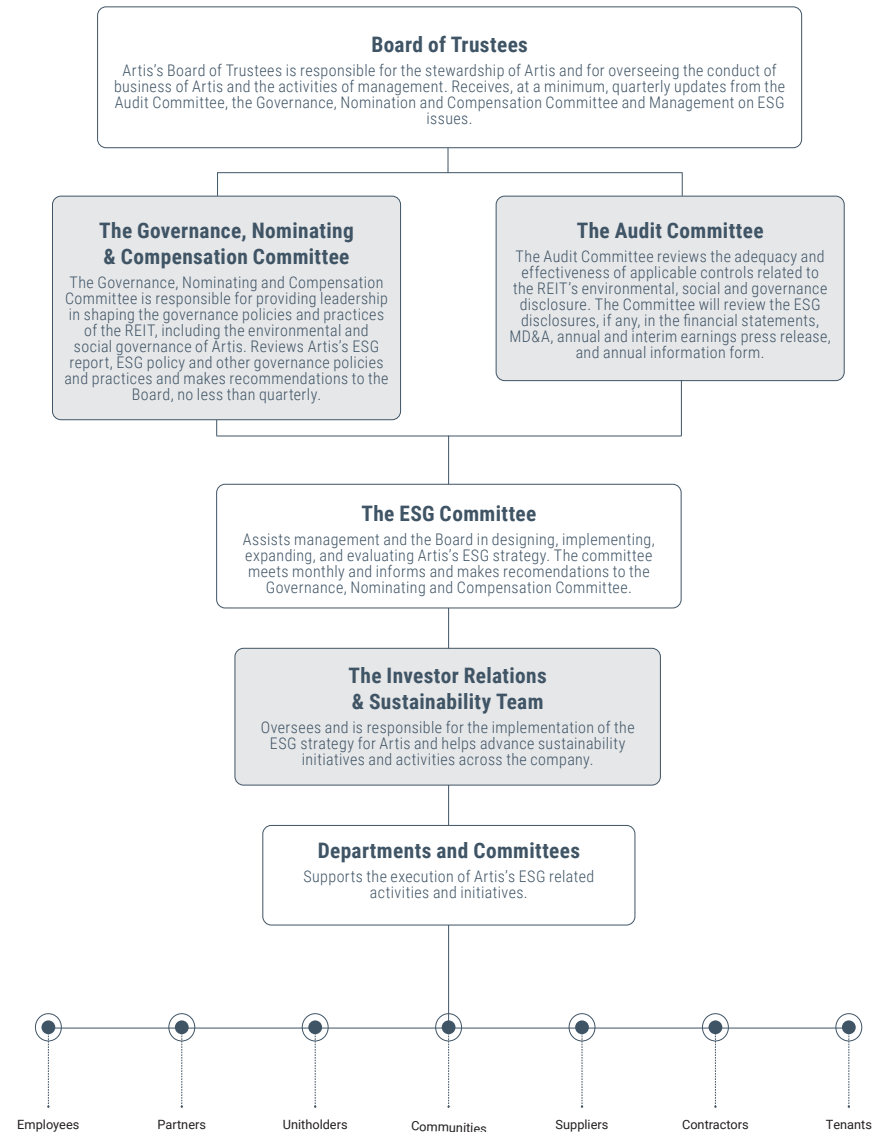 Board of Trustees
Artis's Board of Trustees is responsible for the stewardship of Artis and for overseeing the conduct of
business of Artis and the activities of management. Receives, at a minimum, quarterly updates from the
Audit Committee, the Governance, Nomination and Compensation Committee and Management on ESG
issues.
The Governance, Nominating
& Compensation Committee
The Governance, Nominating and Compensation
Committee is responsible for providing leadership
in shaping the governance policies and practices
of the REIT, including the environmental and
social governance of Artis. Reviews Artis's ESG
report, ESG policy and other governance policies
and practices and makes recommendations to the
Board, no less than quarterly.
The Audit Committee
The Audit Committee reviews the adequacy and
effectiveness of applicable controls related to
the REIT's environmental, social and governance
disclosure. The Committee will review the ESG
disclosures, if any, in the financial statements,
MD&A, annual and interim earnings press release,
and annual information form.
The ESG Committee
Assists management and the Board in designing, implementing,
expanding, and evaluating Artis's ESG strategy. The committee
meets monthly and informs and makes recomendations to the
Governance, Nominating and Compensation Committee.
The Investor Relations
& Sustainability Team
Oversees and is responsible for the implementation of the
ESG strategy for Artis and helps advance sustainability
initiatives and activities across the company.
Departments and Committees
Supports the execution of Artis's ESG related
activities and initiatives.
Employees
Partners
Unitholders
Communities
Suppliers
Contractors
Tenants